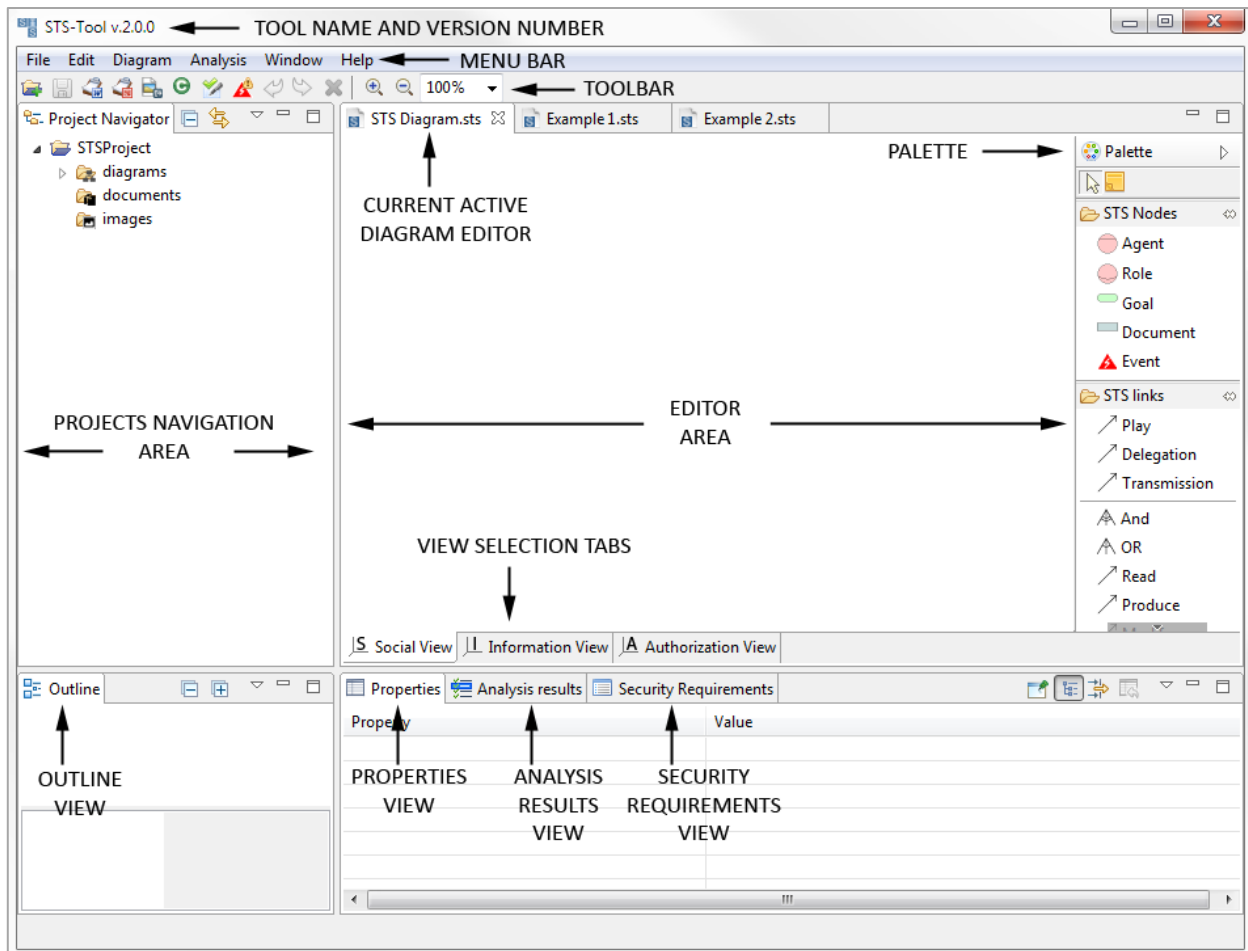 STS-Tool v.2.0.0 TOOL NAME AND VERSION NUMBER
File Edit Diagram Analysis Window Help MENU BAR
100% TOOLBAR
Project Navigator
STS Diagram.sts Example 1.sts Example 2.sts
STSProject
diagrams
documents
images
CURRENT ACTIVE
DIAGRAM EDITOR
PALETTE
Palette
STS Nodes
Agent
Role
Goal
Document
Event
STS links
Play
Delegation
Transmission
And
OR
Read
Produce
PROJECTS NAVIGATION
AREA
EDITOR
AREA
VIEW SELECTION TABS
S Social View I Information View A Authorization View
Outline
Properties Analysis results Security Requirements
Property Value
OUTLINE
VIEW
PROPERTIES
VIEW
ANALYSIS
RESULTS
VIEW
SECURITY
REQUIREMENTS
VIEW